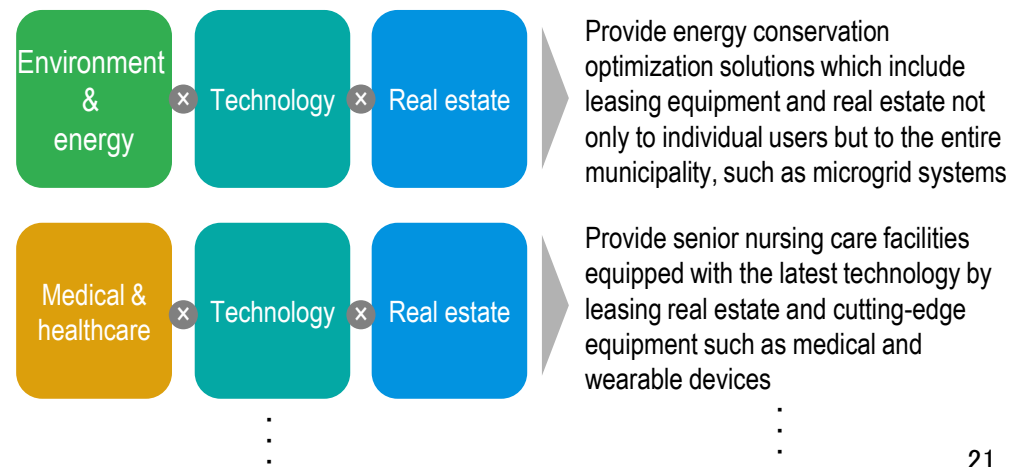 Environment
&
energy
x
Technology
x
Real estate
Provide energy conservation
optimization solutions which include
leasing equipment and real estate not
only to individual users but to the entire
municipality, such as microgrid systems
Medical &
healthcare
x
Technology
x
Real estate
Provide senior nursing care facilities
equipped with the latest technology by
leasing real estate and cutting-edge
equipment such as medical and
wearable devices
21